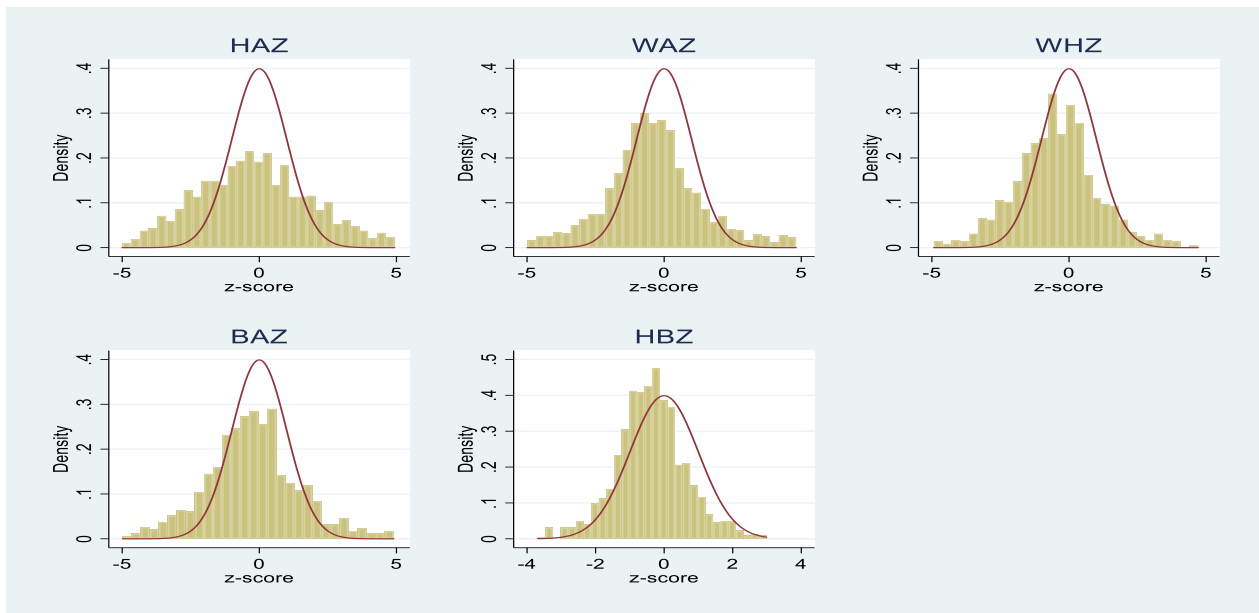 HAZ
Density
0 .1 .2 .3 .4
-5 0 5
z-score
WAZ
Density
0 .1 .2 .3 .4
-5 0 5
z-score
WHZ
Density
0 .1 .2 .3 .4
-5 0 5
z-score
BAZ
Density
0 .1 .2 .3 .4
-5 0 5
z-score
HBZ
Density
0 .1 .2 .3 .4 .5
-4 -2 0 2 4
z-score